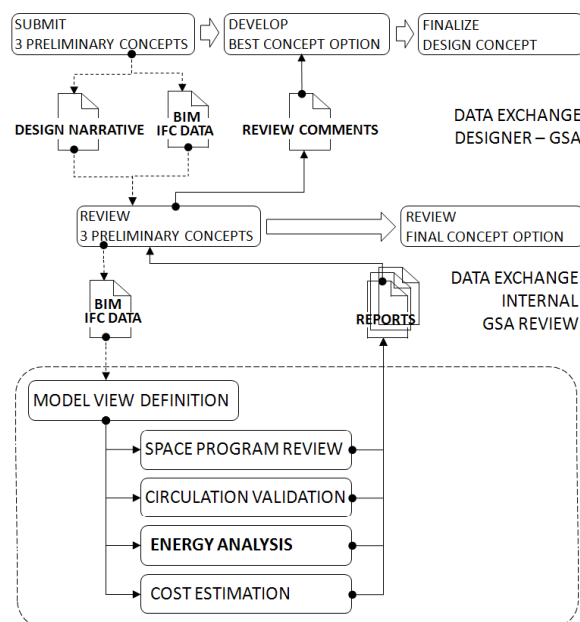 SUBMIT
3 PRELIMINARY CONCEPTS
DEVELOP
BEST CONCEPT OPTION
FINALIZE
DESIGN CONCEPT
DESIGN NARRATIVE
BIM
IFC DATA
REVIEW COMMENTS
DATA EXCHANGE
DESIGNER – GSA
REVIEW
3 PRELIMINARY CONCEPTS
REVIEW
FINAL CONCEPT OPTION
BIM
IFC DATA
REPORTS
DATA EXCHANGE
INTERNAL
GSA REVIEW
MODEL VIEW DEFINITION
SPACE PROGRAM REVIEW
CIRCULATION VALIDATION
ENERGY ANALYSIS
COST ESTIMATION